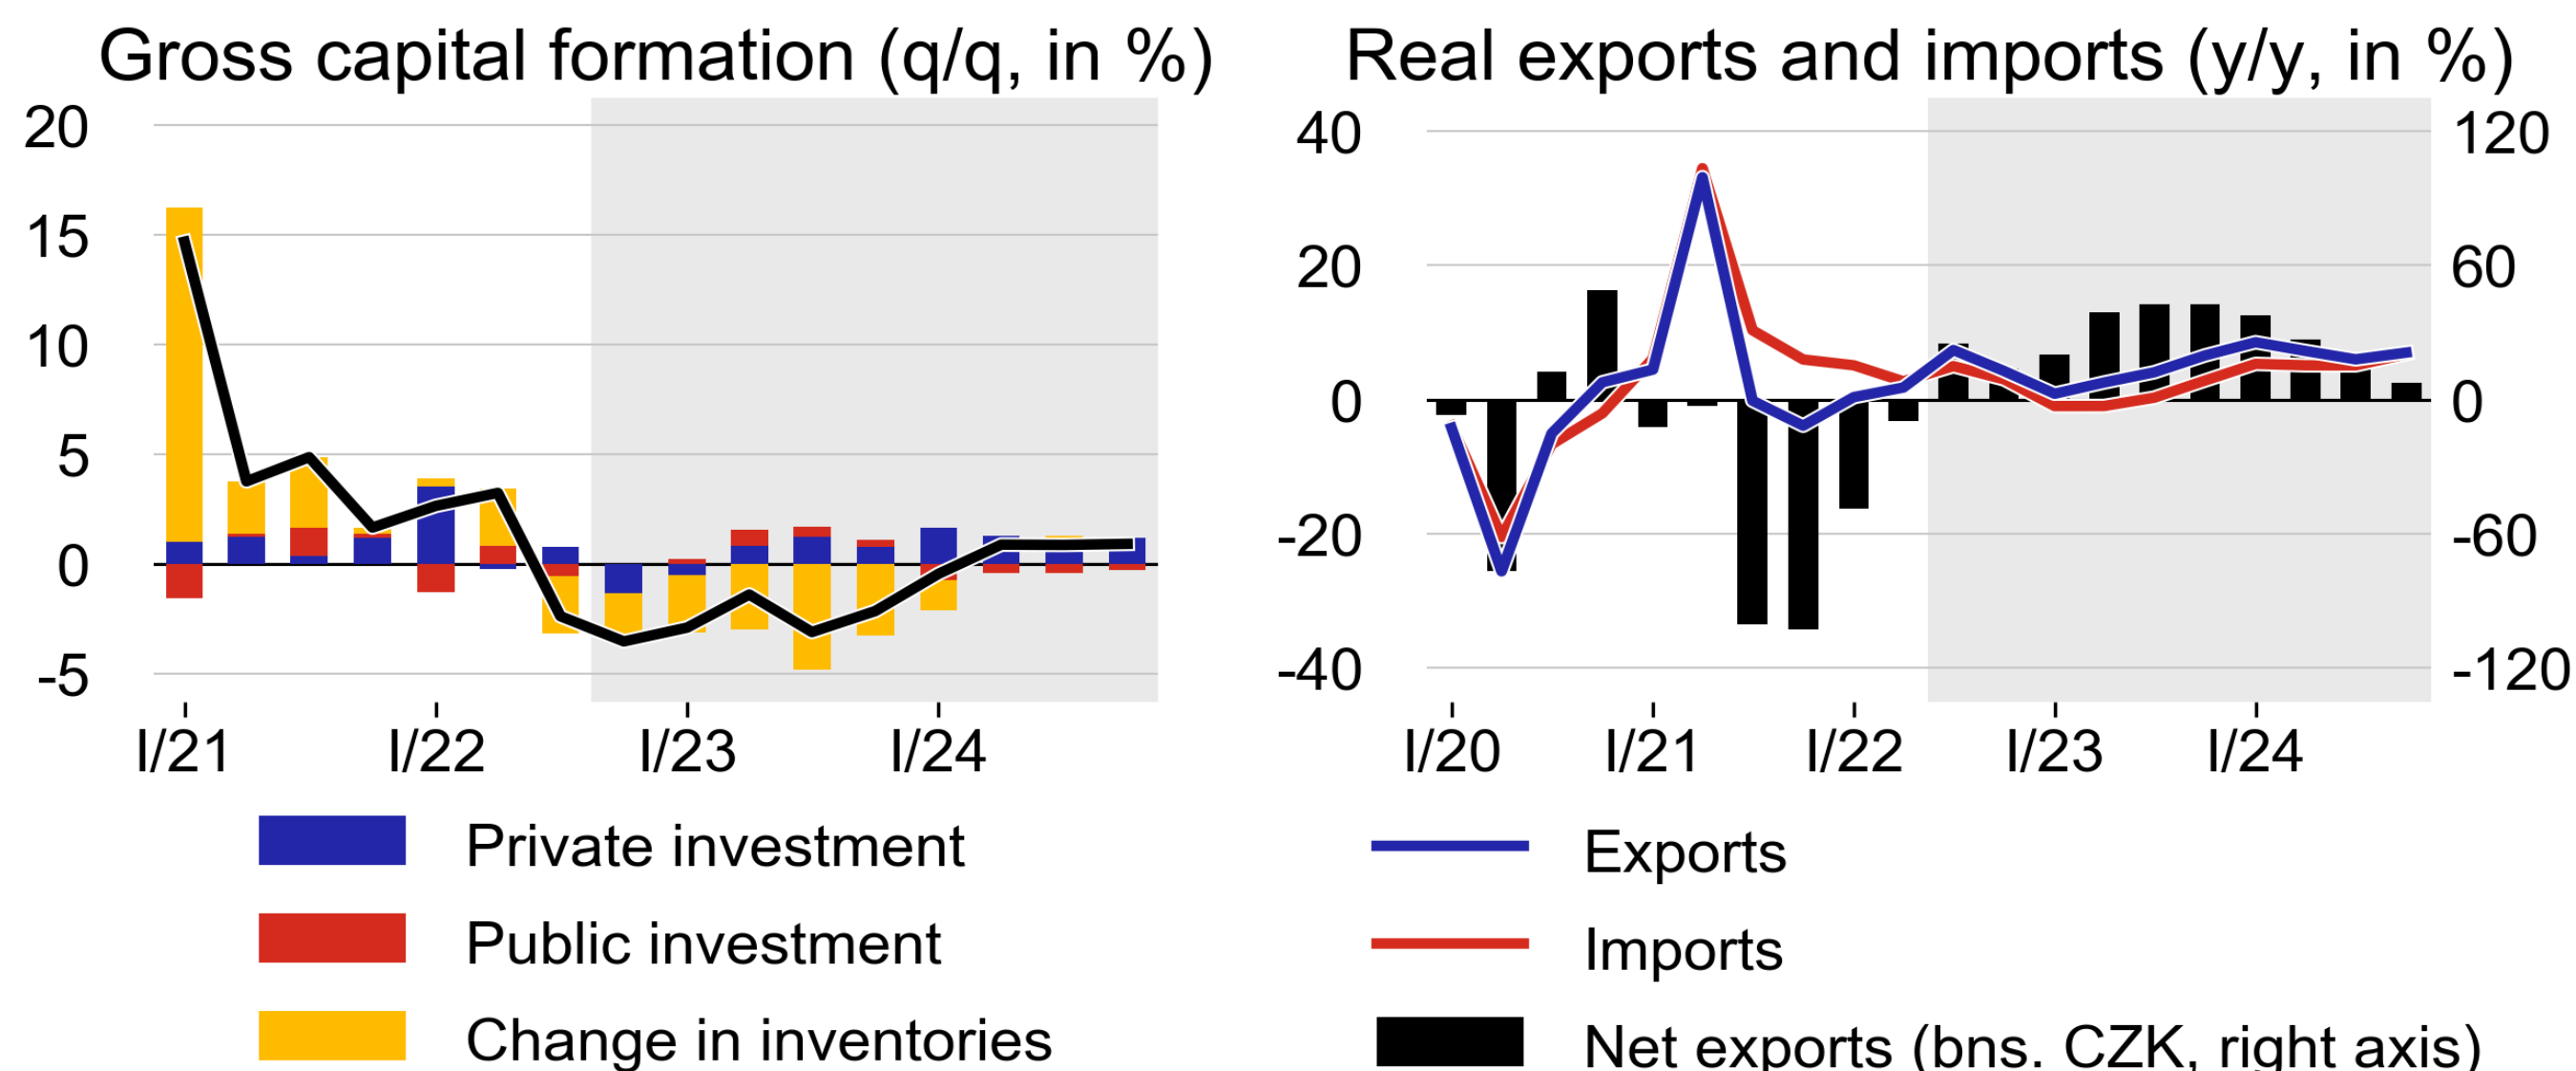 Gross capital formation (q/q, in %)
20
15
10
5
0
-5
I/21 I/22 I/23 I/24
Private investment
Public investment
Change in inventories
Real exports and imports (y/y, in %)
40 120
20 60
0 0
-20 -60
-40 -120
I/20 I/21 I/22 I/23 I/24
Exports
Imports
Net exports (bns. CZK, right axis)